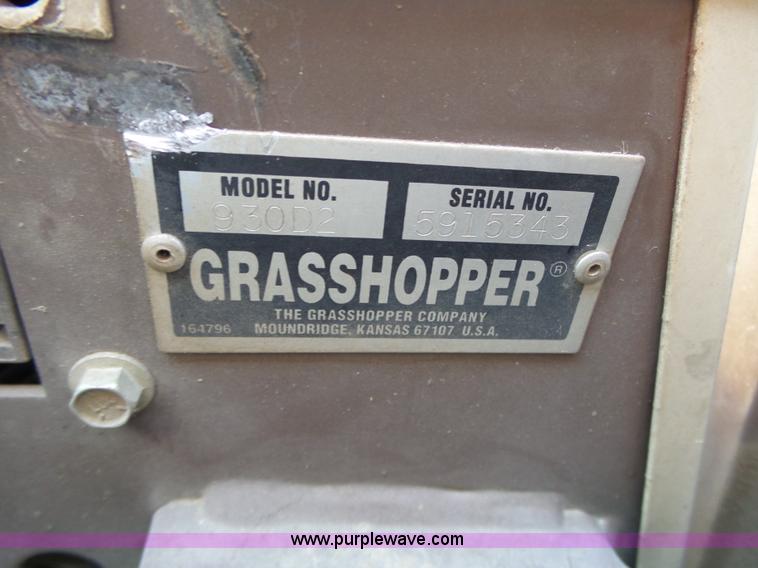 MODEL NO.
930D2
SERIAL NO.
5915343
GRASSHOPPER®
THE GRASSHOPPER COMPANY
164796
MOUNDRIDGE, KANSAS 67107 U.S.A.
www.purplewave.com